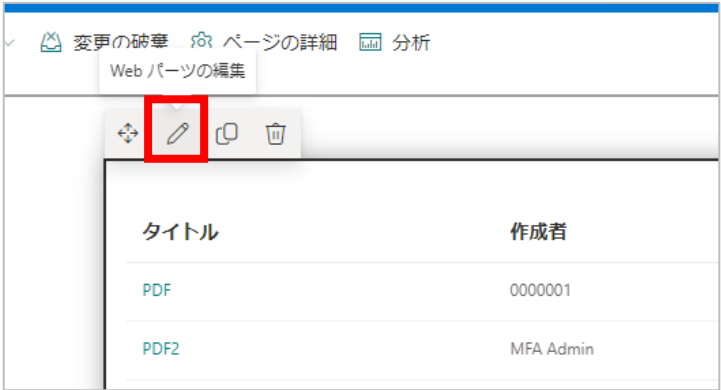 変更の破棄 ページの詳細 分析
Web パーツの編集
タイトル 作成者
PDF 0000001
PDF2 MFA Admin